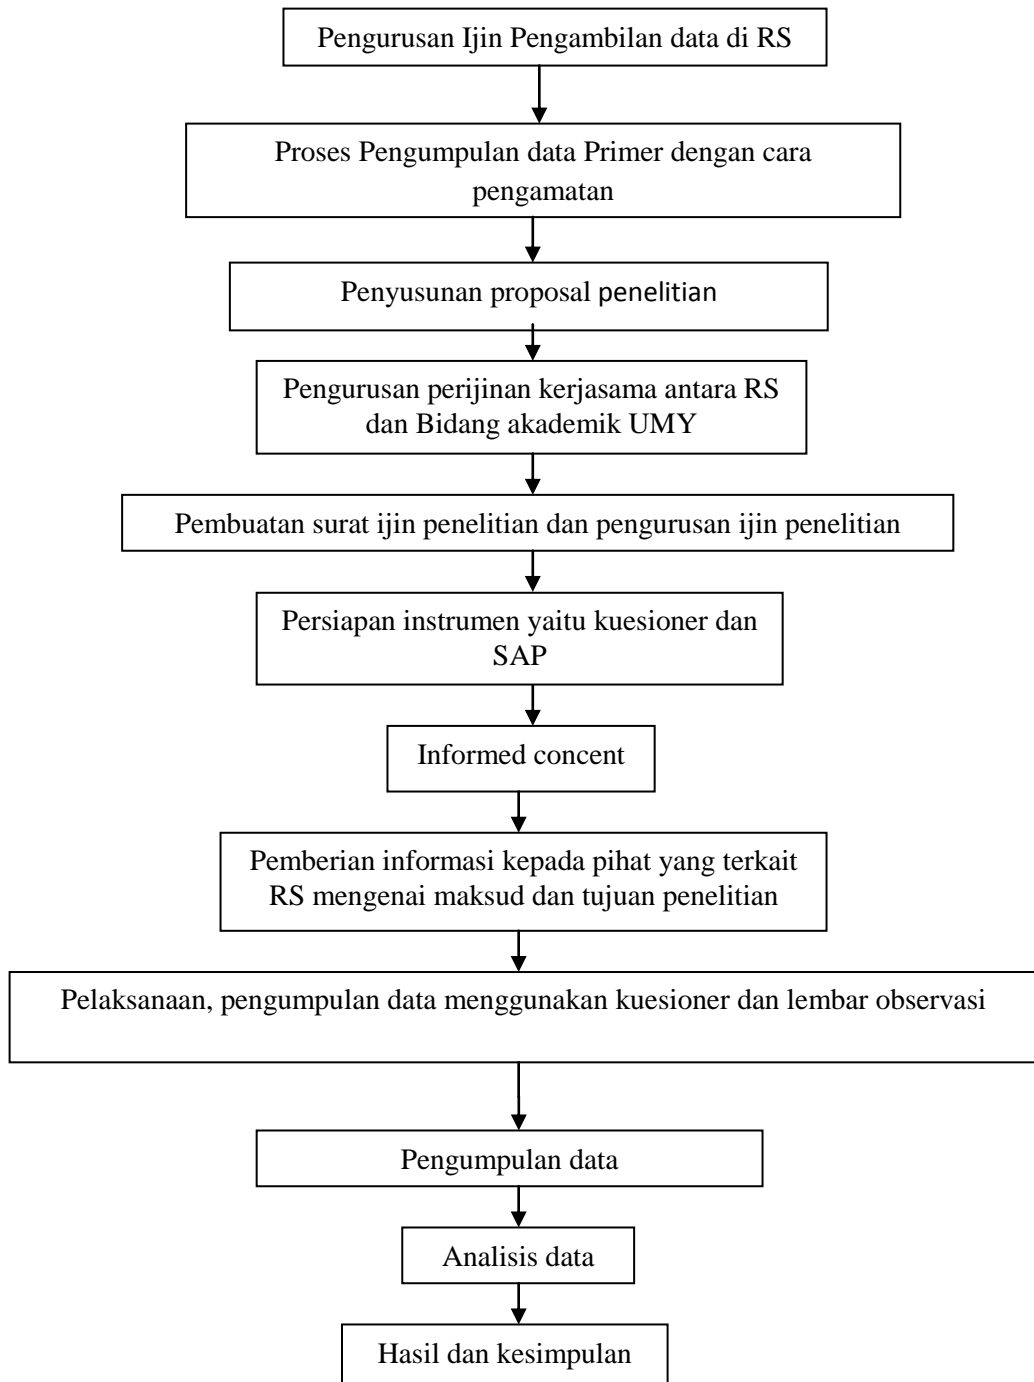 Pengurusan Ijin Pengambilan data di RS
Proses Pengumpulan data Primer dengan cara
pengamatan
Penyusunan proposal penelitian
Pengurusan perijinan kerjasama antara RS
dan Bidang akademik UMY
Pembuatan surat ijin penelitian dan pengurusan ijin penelitian
Persiapan instrumen yaitu kuesioner dan
SAP
Informed concent
Pemberian informasi kepada pihat yang terkait
RS mengenai maksud dan tujuan penelitian
Pelaksanaan, pengumpulan data menggunakan kuesioner dan lembar observasi
Pengumpulan data
Analisis data
Hasil dan kesimpulan